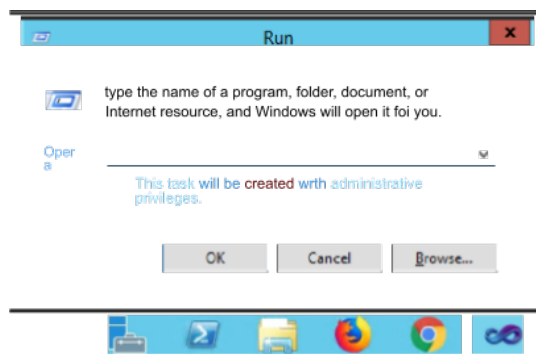 Run
x
type the name of a program, folder, document, or
Internet resource, and Windows will open it foi you.
Oper
a
This task will be created wrth administrative
privileges.
OK Cancel Browse...